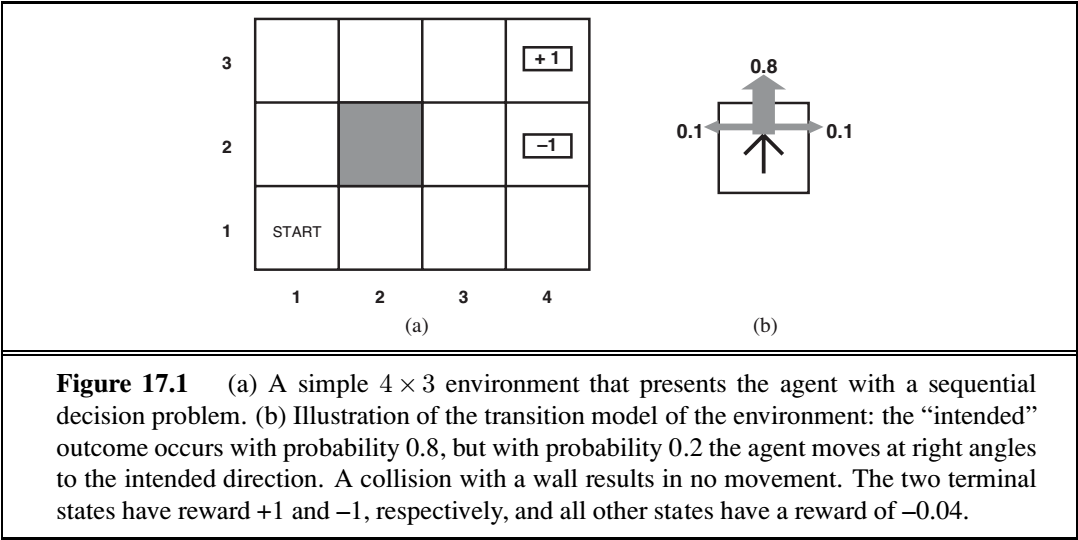 3
+ 1
2
–1
1
START
1 2 3 4
(a)
0.8
0.1
0.1
(b)
Figure 17.1 (a) A simple 4 × 3 environment that presents the agent with a sequential
decision problem. (b) Illustration of the transition model of the environment: the “intended”
outcome occurs with probability 0.8, but with probability 0.2 the agent moves at right angles
to the intended direction. A collision with a wall results in no movement. The two terminal
states have reward +1 and –1, respectively, and all other states have a reward of –0.04.